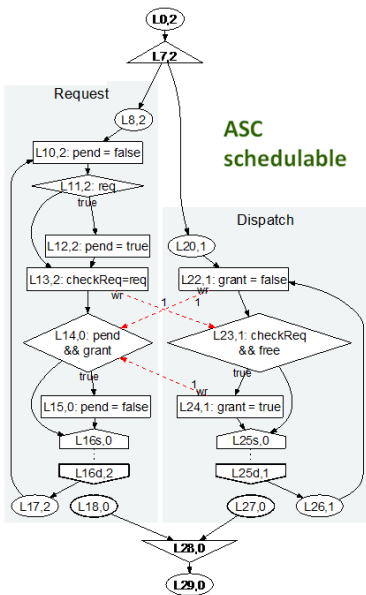 L0,2
L7,2
Request
L8,2
ASC
schedulable
L10,2: pend = false
L11,2: req
true
Dispatch
L12,2: pend = true
L20,1
L13,2: checkReq=req
L22,1: grant = false
wr
1
1
wr
L14,0: pend
&& grant
L23,1: checkReq
&& free
true
true
1
wr
L15,0: pend = false
L24,1: grant = true
L16s,0
L25s,0
L16d,2
L25d,1
L17,2
L18,0
L27,0
L26,1
L28,0
L29,0